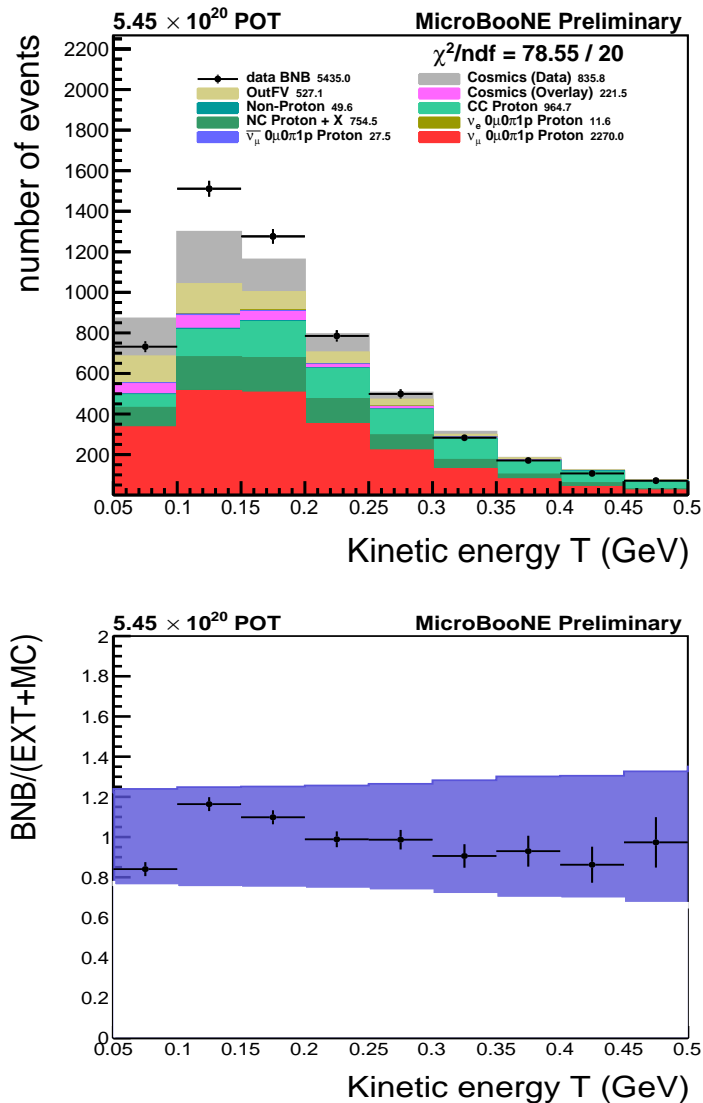 5.45 × 10²⁰ POT MicroBooNE Preliminary
χ²/ndf = 78.55 / 20
data BNB 5435.0 Cosmics (Data) 835.8
OutFV 527.1 Cosmics (Overlay) 221.5
Non-Proton 49.6 CC Proton 964.7
NC Proton + X 754.5 νₑ 0μ0π1p Proton 11.6
ν̅_μ 0μ0π1p Proton 27.5 ν_μ 0μ0π1p Proton 2270.0
number of events
2200
2000
1800
1600
1400
1200
1000
800
600
400
200
0
0.05 0.1 0.15 0.2 0.25 0.3 0.35 0.4 0.45 0.5
Kinetic energy T (GeV)
5.45 × 10²⁰ POT MicroBooNE Preliminary
BNB/(EXT+MC)
2
1.8
1.6
1.4
1.2
1
0.8
0.6
0.4
0.2
0
0.05 0.1 0.15 0.2 0.25 0.3 0.35 0.4 0.45 0.5
Kinetic energy T (GeV)